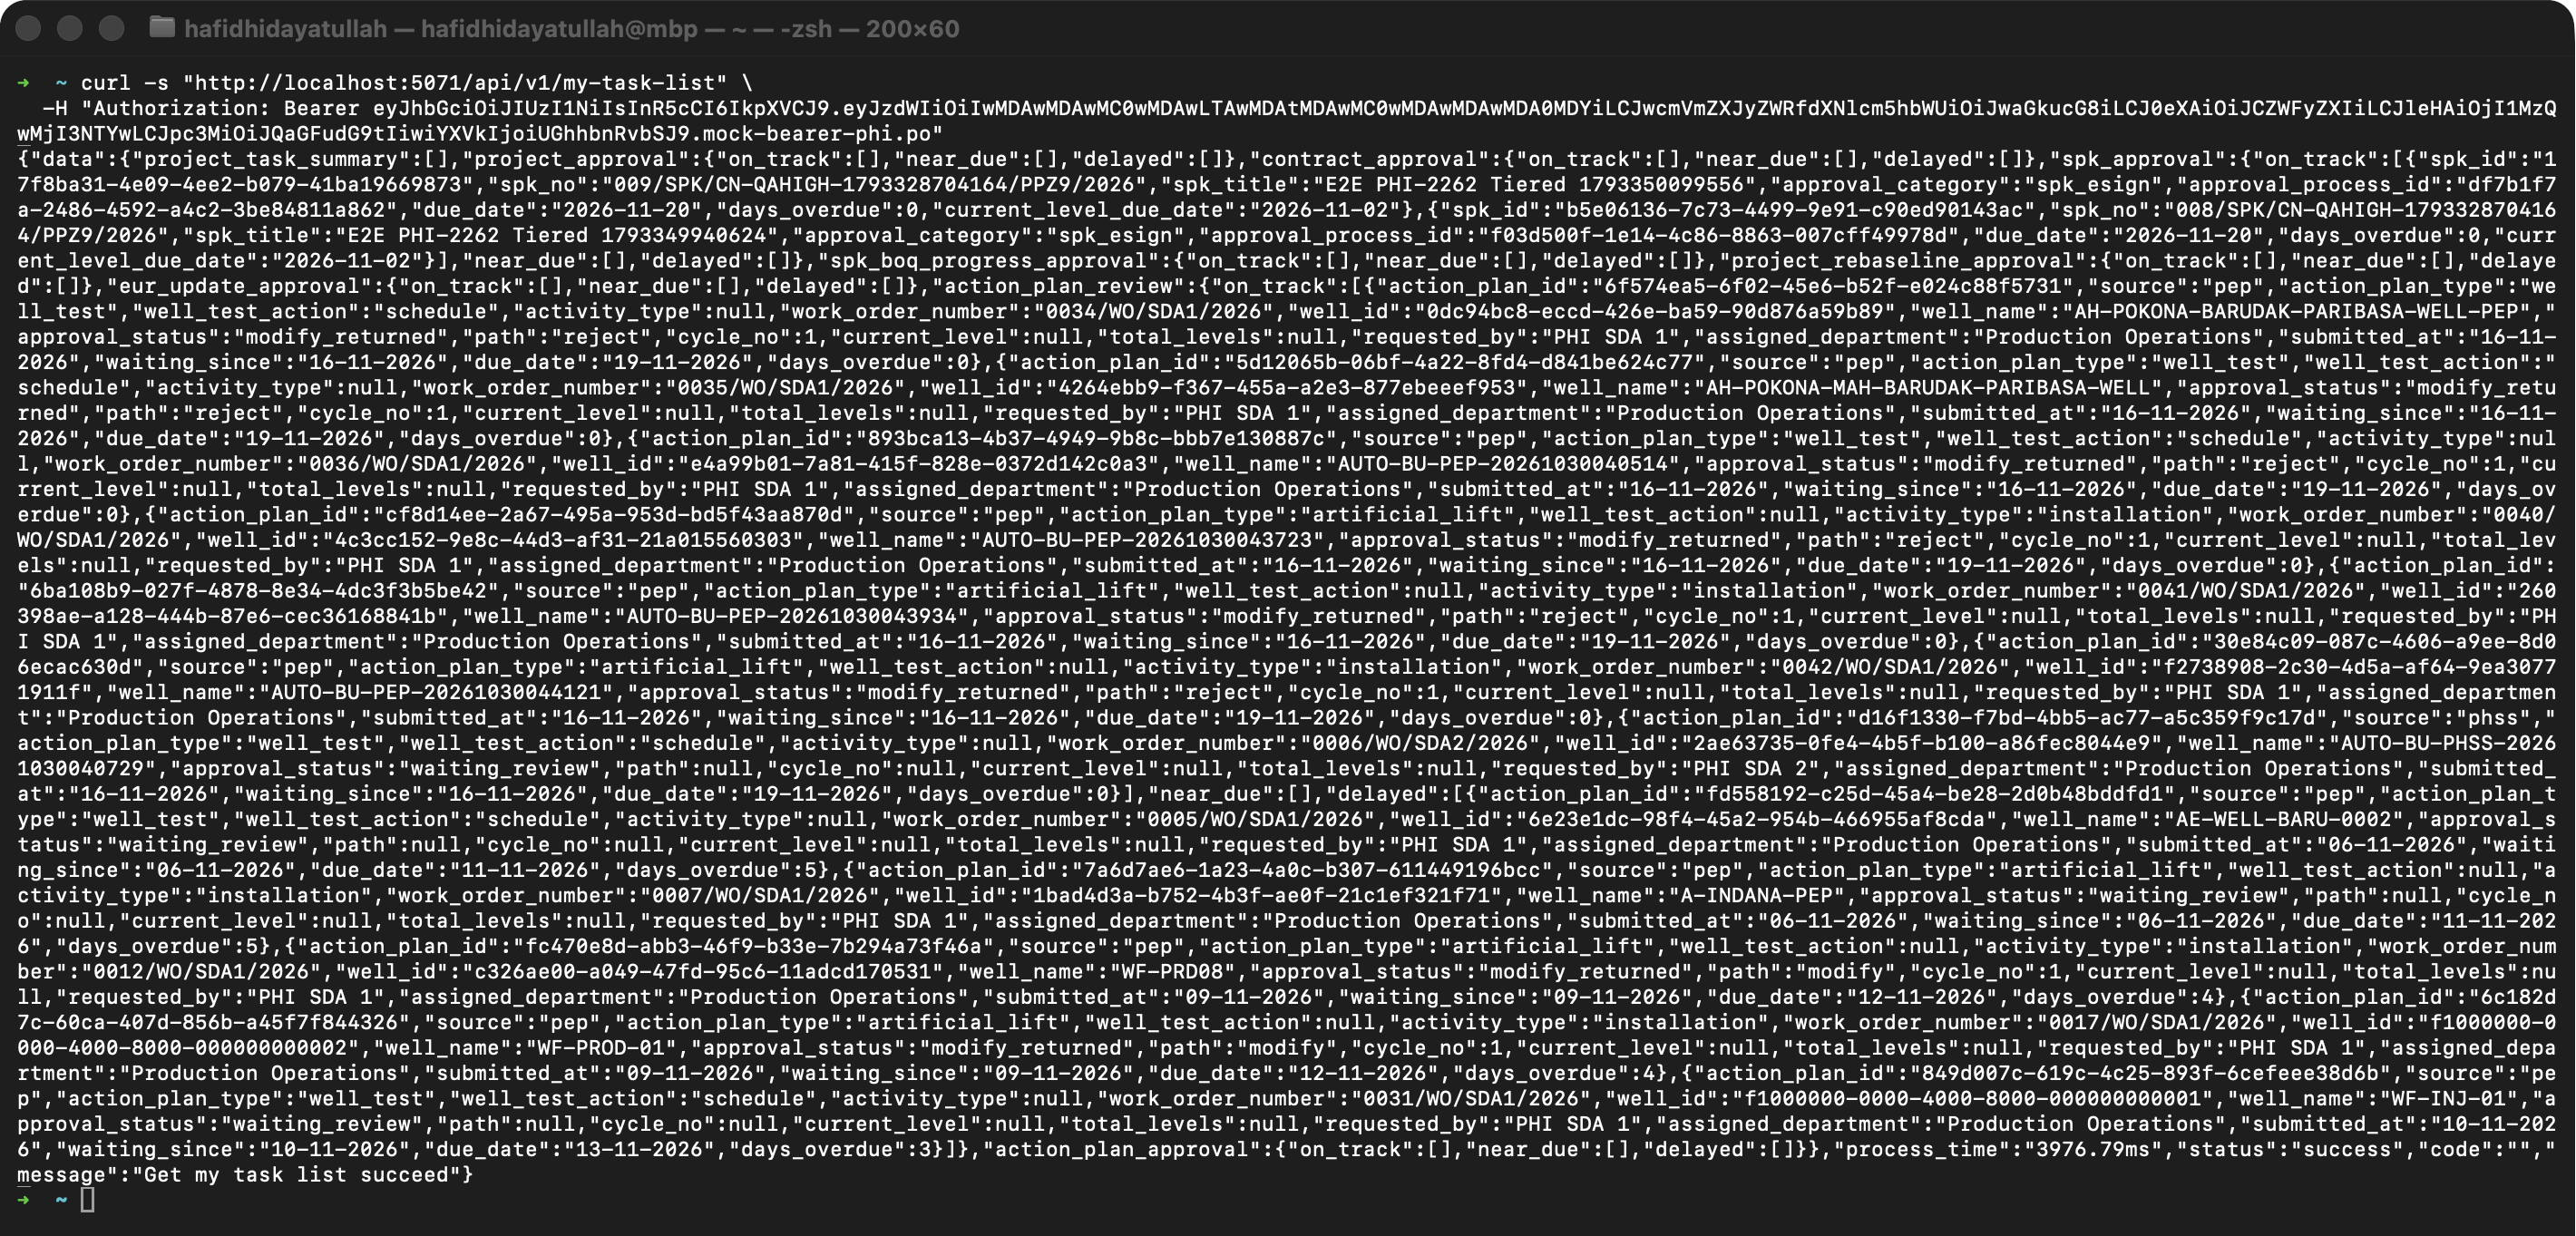 hafidhidayatullah — hafidhidayatullah@mbp — ~ — -zsh — 200×60
➜  ~ curl -s "http://localhost:5071/api/v1/my-task-list" \
  -H "Authorization: Bearer eyJhbGciOiJIUzI1NiIsInR5cCI6IkpXVCJ9.eyJzdWIiOiIwMDAwMDAwMC0wMDAwLTAwMDAtMDAwMC0wMDAwMDAwMDA0MDYiLCJwcmVmZXJyZWRfdXNlcm5hbWUiOiJwaGkucG8iLCJ0eXAiOiJCZWFyZXIiLCJleHAiOjI1MzQ
wMjI3NTYwLCJpc3MiOiJQaGFudG9tIiwiYXVkIjoiUGhhbnRvbSJ9.mock-bearer-phi.po"
{"data":{"project_task_summary":[],"project_approval":{"on_track":[],"near_due":[],"delayed":[]},"contract_approval":{"on_track":[],"near_due":[],"delayed":[]},"spk_approval":{"on_track":[{"spk_id":"1
7f8ba31-4e09-4ee2-b079-41ba19669873","spk_no":"009/SPK/CN-QAHIGH-1793328704164/PPZ9/2026","spk_title":"E2E PHI-2262 Tiered 1793350099556","approval_category":"spk_esign","approval_process_id":"df7b1f7
a-2486-4592-a4c2-3be84811a862","due_date":"2026-11-20","days_overdue":0,"current_level_due_date":"2026-11-02"},{"spk_id":"b5e06136-7c73-4499-9e91-c90ed90143ac","spk_no":"008/SPK/CN-QAHIGH-179332870416
4/PPZ9/2026","spk_title":"E2E PHI-2262 Tiered 1793349940624","approval_category":"spk_esign","approval_process_id":"f03d500f-1e14-4c86-8863-007cff49978d","due_date":"2026-11-20","days_overdue":0,"curr
ent_level_due_date":"2026-11-02"}],"near_due":[],"delayed":[]},"spk_boq_progress_approval":{"on_track":[],"near_due":[],"delayed":[]},"project_rebaseline_approval":{"on_track":[],"near_due":[],"delaye
d":[]},"eur_update_approval":{"on_track":[],"near_due":[],"delayed":[]},"action_plan_review":{"on_track":[{"action_plan_id":"6f574ea5-6f02-45e6-b52f-e024c88f5731","source":"pep","action_plan_type":"we
ll_test","well_test_action":"schedule","activity_type":null,"work_order_number":"0034/WO/SDA1/2026","well_id":"0dc94bc8-eccd-426e-ba59-90d876a59b89","well_name":"AH-POKONA-BARUDAK-PARIBASA-WELL-PEP","
approval_status":"modify_returned","path":"reject","cycle_no":1,"current_level":null,"total_levels":null,"requested_by":"PHI SDA 1","assigned_department":"Production Operations","submitted_at":"16-11-
2026","waiting_since":"16-11-2026","due_date":"19-11-2026","days_overdue":0},{"action_plan_id":"5d12065b-06bf-4a22-8fd4-d841be624c77","source":"pep","action_plan_type":"well_test","well_test_action":"
schedule","activity_type":null,"work_order_number":"0035/WO/SDA1/2026","well_id":"4264ebb9-f367-455a-a2e3-877ebeeef953","well_name":"AH-POKONA-MAH-BARUDAK-PARIBASA-WELL","approval_status":"modify_retu
rned","path":"reject","cycle_no":1,"current_level":null,"total_levels":null,"requested_by":"PHI SDA 1","assigned_department":"Production Operations","submitted_at":"16-11-2026","waiting_since":"16-11-
2026","due_date":"19-11-2026","days_overdue":0},{"action_plan_id":"893bca13-4b37-4949-9b8c-bbb7e130887c","source":"pep","action_plan_type":"well_test","well_test_action":"schedule","activity_type":nul
l,"work_order_number":"0036/WO/SDA1/2026","well_id":"e4a99b01-7a81-415f-828e-0372d142c0a3","well_name":"AUTO-BU-PEP-20261030040514","approval_status":"modify_returned","path":"reject","cycle_no":1,"cu
rrent_level":null,"total_levels":null,"requested_by":"PHI SDA 1","assigned_department":"Production Operations","submitted_at":"16-11-2026","waiting_since":"16-11-2026","due_date":"19-11-2026","days_ov
erdue":0},{"action_plan_id":"cf8d14ee-2a67-495a-953d-bd5f43aa870d","source":"pep","action_plan_type":"artificial_lift","well_test_action":null,"activity_type":"installation","work_order_number":"0040/
WO/SDA1/2026","well_id":"4c3cc152-9e8c-44d3-af31-21a015560303","well_name":"AUTO-BU-PEP-20261030043723","approval_status":"modify_returned","path":"reject","cycle_no":1,"current_level":null,"total_lev
els":null,"requested_by":"PHI SDA 1","assigned_department":"Production Operations","submitted_at":"16-11-2026","waiting_since":"16-11-2026","due_date":"19-11-2026","days_overdue":0},{"action_plan_id":
"6ba108b9-027f-4878-8e34-4dc3f3b5be42","source":"pep","action_plan_type":"artificial_lift","well_test_action":null,"activity_type":"installation","work_order_number":"0041/WO/SDA1/2026","well_id":"260
398ae-a128-444b-87e6-cec36168841b","well_name":"AUTO-BU-PEP-20261030043934","approval_status":"modify_returned","path":"reject","cycle_no":1,"current_level":null,"total_levels":null,"requested_by":"PH
I SDA 1","assigned_department":"Production Operations","submitted_at":"16-11-2026","waiting_since":"16-11-2026","due_date":"19-11-2026","days_overdue":0},{"action_plan_id":"30e84c09-087c-4606-a9ee-8d0
6ecac630d","source":"pep","action_plan_type":"artificial_lift","well_test_action":null,"activity_type":"installation","work_order_number":"0042/WO/SDA1/2026","well_id":"f2738908-2c30-4d5a-af64-9ea3077
1911f","well_name":"AUTO-BU-PEP-20261030044121","approval_status":"modify_returned","path":"reject","cycle_no":1,"current_level":null,"total_levels":null,"requested_by":"PHI SDA 1","assigned_departmen
t":"Production Operations","submitted_at":"16-11-2026","waiting_since":"16-11-2026","due_date":"19-11-2026","days_overdue":0},{"action_plan_id":"d16f1330-f7bd-4bb5-ac77-a5c359f9c17d","source":"phss","
action_plan_type":"well_test","well_test_action":"schedule","activity_type":null,"work_order_number":"0006/WO/SDA2/2026","well_id":"2ae63735-0fe4-4b5f-b100-a86fec8044e9","well_name":"AUTO-BU-PHSS-2026
1030040729","approval_status":"waiting_review","path":null,"cycle_no":null,"current_level":null,"total_levels":null,"requested_by":"PHI SDA 2","assigned_department":"Production Operations","submitted_
at":"16-11-2026","waiting_since":"16-11-2026","due_date":"19-11-2026","days_overdue":0}],"near_due":[],"delayed":[{"action_plan_id":"fd558192-c25d-45a4-be28-2d0b48bddfd1","source":"pep","action_plan_t
ype":"well_test","well_test_action":"schedule","activity_type":null,"work_order_number":"0005/WO/SDA1/2026","well_id":"6e23e1dc-98f4-45a2-954b-466955af8cda","well_name":"AE-WELL-BARU-0002","approval_s
tatus":"waiting_review","path":null,"cycle_no":null,"current_level":null,"total_levels":null,"requested_by":"PHI SDA 1","assigned_department":"Production Operations","submitted_at":"06-11-2026","waiti
ng_since":"06-11-2026","due_date":"11-11-2026","days_overdue":5},{"action_plan_id":"7a6d7ae6-1a23-4a0c-b307-611449196bcc","source":"pep","action_plan_type":"artificial_lift","well_test_action":null,"a
ctivity_type":"installation","work_order_number":"0007/WO/SDA1/2026","well_id":"1bad4d3a-b752-4b3f-ae0f-21c1ef321f71","well_name":"A-INDANA-PEP","approval_status":"waiting_review","path":null,"cycle_n
o":null,"current_level":null,"total_levels":null,"requested_by":"PHI SDA 1","assigned_department":"Production Operations","submitted_at":"06-11-2026","waiting_since":"06-11-2026","due_date":"11-11-202
6","days_overdue":5},{"action_plan_id":"fc470e8d-abb3-46f9-b33e-7b294a73f46a","source":"pep","action_plan_type":"artificial_lift","well_test_action":null,"activity_type":"installation","work_order_num
ber":"0012/WO/SDA1/2026","well_id":"c326ae00-a049-47fd-95c6-11adcd170531","well_name":"WF-PRD08","approval_status":"modify_returned","path":"modify","cycle_no":1,"current_level":null,"total_levels":nu
ll,"requested_by":"PHI SDA 1","assigned_department":"Production Operations","submitted_at":"09-11-2026","waiting_since":"09-11-2026","due_date":"12-11-2026","days_overdue":4},{"action_plan_id":"6c182d
7c-60ca-407d-856b-a45f7f844326","source":"pep","action_plan_type":"artificial_lift","well_test_action":null,"activity_type":"installation","work_order_number":"0017/WO/SDA1/2026","well_id":"f1000000-0
000-4000-8000-000000000002","well_name":"WF-PROD-01","approval_status":"modify_returned","path":"modify","cycle_no":1,"current_level":null,"total_levels":null,"requested_by":"PHI SDA 1","assigned_depa
rtment":"Production Operations","submitted_at":"09-11-2026","waiting_since":"09-11-2026","due_date":"12-11-2026","days_overdue":4},{"action_plan_id":"849d007c-619c-4c25-893f-6cefeee38d6b","source":"pe
p","action_plan_type":"well_test","well_test_action":"schedule","activity_type":null,"work_order_number":"0031/WO/SDA1/2026","well_id":"f1000000-0000-4000-8000-000000000001","well_name":"WF-INJ-01","a
pproval_status":"waiting_review","path":null,"cycle_no":null,"current_level":null,"total_levels":null,"requested_by":"PHI SDA 1","assigned_department":"Production Operations","submitted_at":"10-11-202
6","waiting_since":"10-11-2026","due_date":"13-11-2026","days_overdue":3}]},"action_plan_approval":{"on_track":[],"near_due":[],"delayed":[]}},"process_time":"3976.79ms","status":"success","code":"","
message":"Get my task list succeed"}
➜  ~